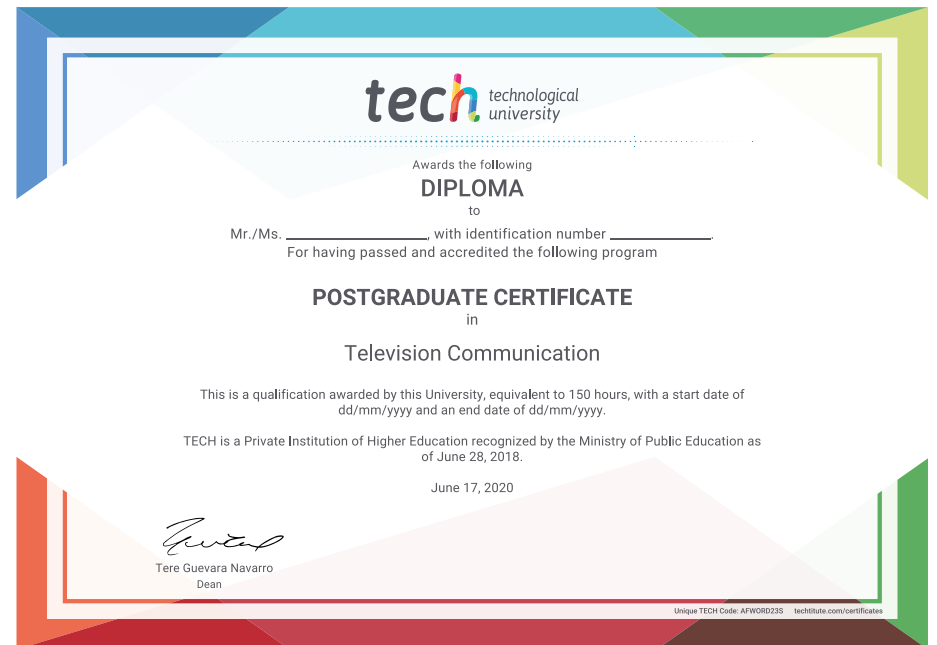 tech technological
university
Awards the following
DIPLOMA
to
Mr./Ms. ____________________, with identification number ______________.
For having passed and accredited the following program
POSTGRADUATE CERTIFICATE
in
Television Communication
This is a qualification awarded by this University, equivalent to 150 hours, with a start date of
dd/mm/yyyy and an end date of dd/mm/yyyy.
TECH is a Private Institution of Higher Education recognized by the Ministry of Public Education as
of June 28, 2018.
June 17, 2020
Tere Guevara Navarro
Dean
Unique TECH Code: AFWORD23S techtitute.com/certificates